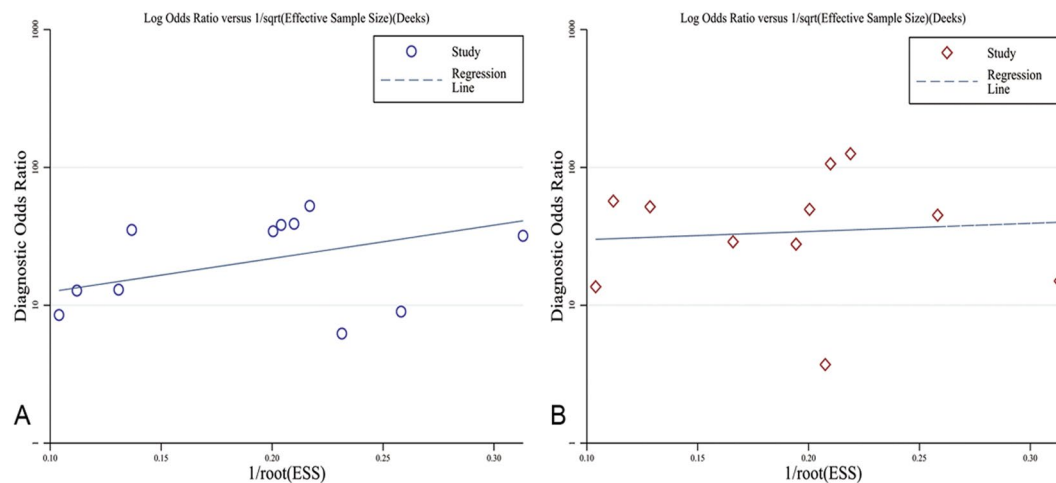 Log Odds Ratio versus 1/sqrt(Effective Sample Size)(Deeks)
Study
Regression
Line
Diagnostic Odds Ratio
1000
100
10
A
0.10
0.15
0.20
0.25
0.30
1/root(ESS)
Log Odds Ratio versus 1/sqrt(Effective Sample Size)(Deeks)
Study
Regression
Line
Diagnostic Odds Ratio
1000
100
10
B
0.10
0.15
0.20
0.25
0.30
1/root(ESS)